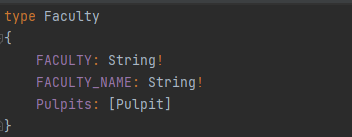 type Faculty
{
FACULTY: String!
FACULTY_NAME: String!
Pulpits: [Pulpit]
}